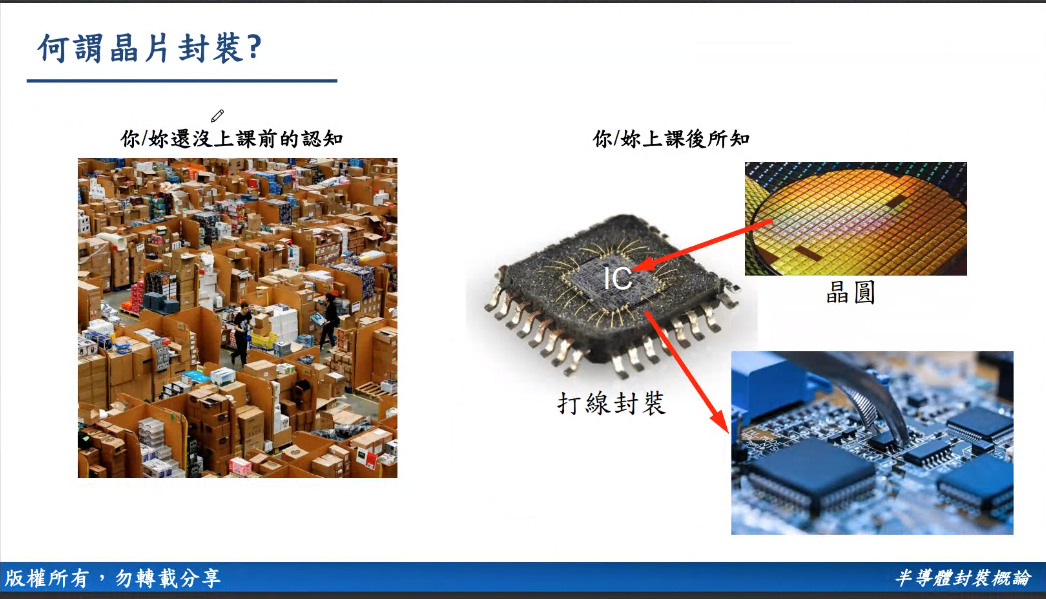 何謂晶片封裝?
你/妳還沒上課前的認知
你/妳上課後所知
IC
晶圓
打線封裝
版權所有，勿轉載分享
半導體封裝概論